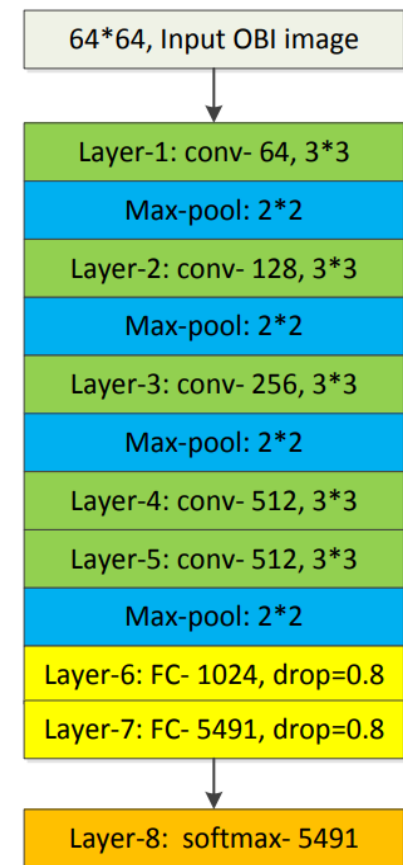 64*64, Input OBI image
Layer-1: conv- 64, 3*3
Max-pool: 2*2
Layer-2: conv- 128, 3*3
Max-pool: 2*2
Layer-3: conv- 256, 3*3
Max-pool: 2*2
Layer-4: conv- 512, 3*3
Layer-5: conv- 512, 3*3
Max-pool: 2*2
Layer-6: FC- 1024, drop=0.8
Layer-7: FC- 5491, drop=0.8
Layer-8: softmax- 5491